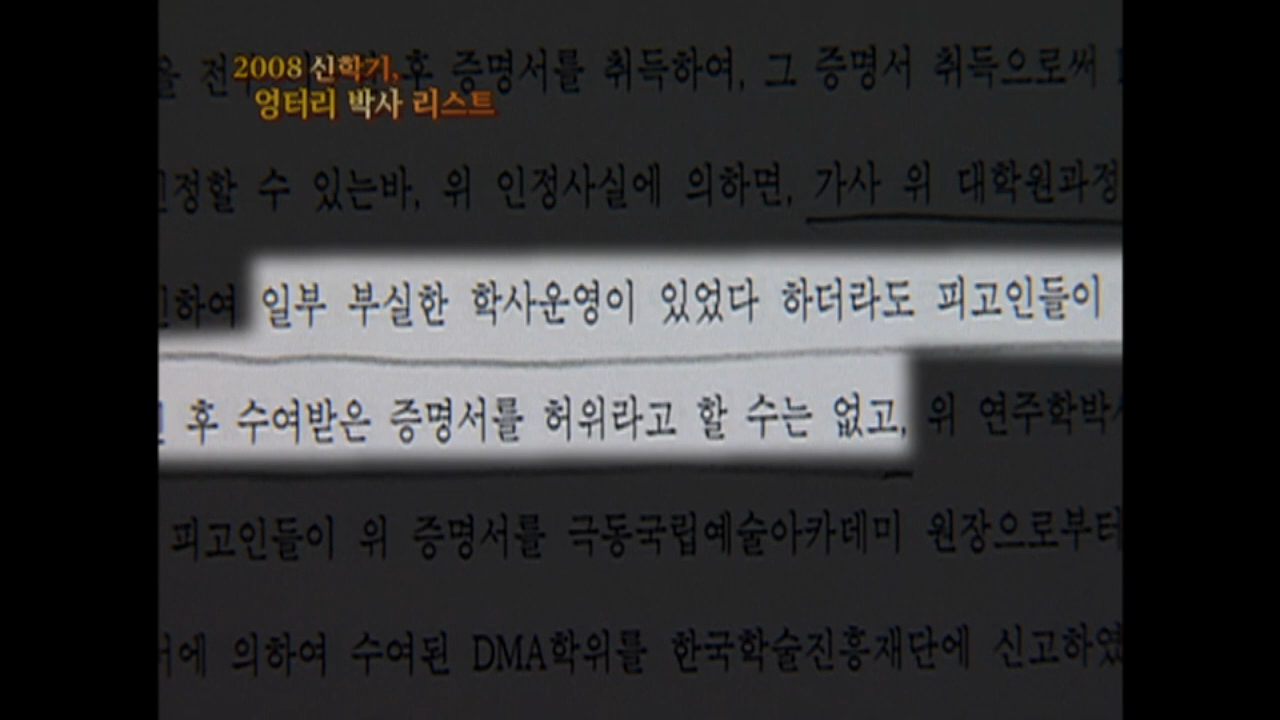 2008 신학기,
엉터리 박사 리스트
을 전 후 증명서를 취득하여, 그 증명서 취득으로써
인정할 수 있는바, 위 인정사실에 의하면, 가사 위 대학원과정
하여 일부 부실한 학사운영이 있었다 하더라도 피고인들이
후 수여받은 증명서를 허위라고 할 수는 없고, 위 연주학박사
피고인들이 위 증명서를 극동국립예술아카데미 원장으로부터
에 의하여 수여된 DMA학위를 한국학술진흥재단에 신고하였